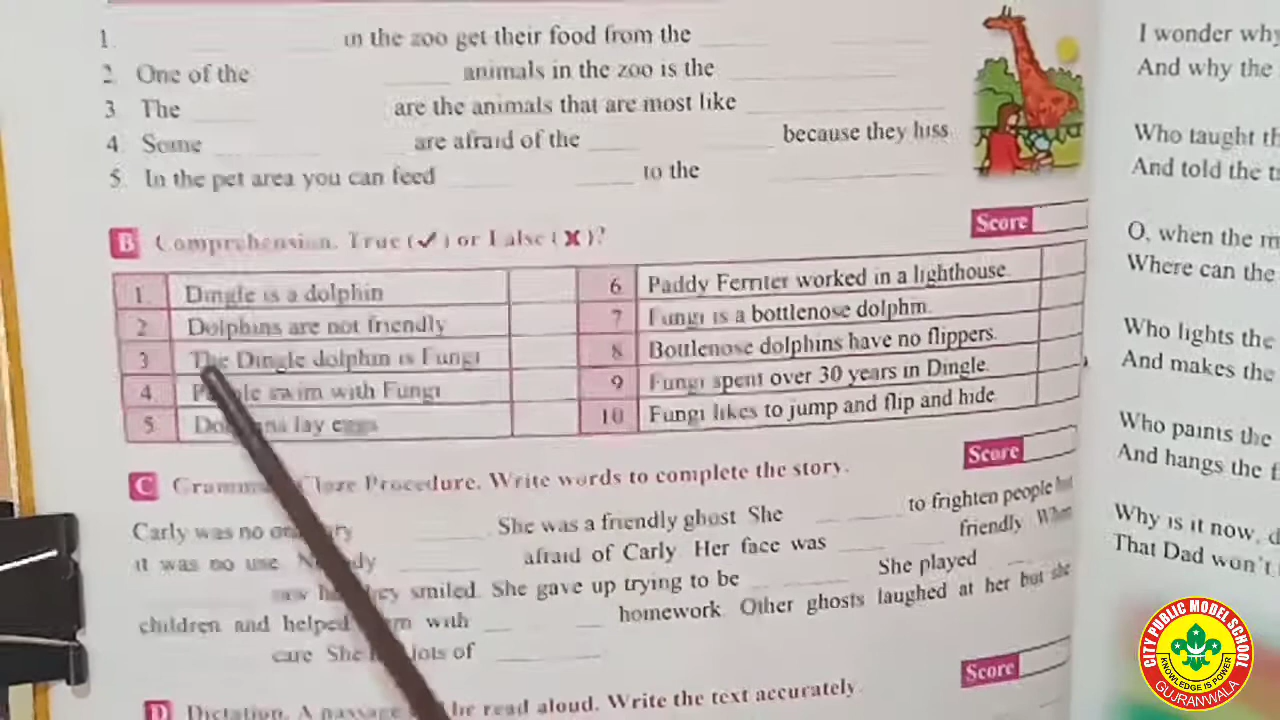 1. in the zoo get their food from the
2. One of the animals in the zoo is the
3 The are the animals that are most like
4. Some are afraid of the because they hiss
5. In the pet area you can feed to the
Score
B Comprehension. True (✓) or False (✗)?
1. Dingle is a dolphin
2 Dolphins are not friendly
3 The Dingle dolphin is Fungi
4 People swim with Fungi
5. Dolphins lay eggs
6 Paddy Fernter worked in a lighthouse.
7 Fungi is a bottlenose dolphin.
8 Bottlenose dolphins have no flippers.
9 Fungi spent over 30 years in Dingle.
10 Fungi likes to jump and flip and hide
Score
C Grammar Cloze Procedure. Write words to complete the story.
Carly was no . She was a friendly ghost She to frighten people but
it was no use. Nobody afraid of Carly Her face was friendly When
saw her they smiled. She gave up trying to be She played
children and helped them with homework. Other ghosts laughed at her but she
care She lots of
Score
D Dictation. A passage be read aloud. Write the text accurately.
I wonder why
And why the
Who taught
And told the
O, when the
Where can the
Who lights the
And makes the
Who paints the
And hangs the
Why is it now,
That Dad won't
CITY PUBLIC MODEL SCHOOL
KNOWLEDGE IS POWER
GUJRANWALA